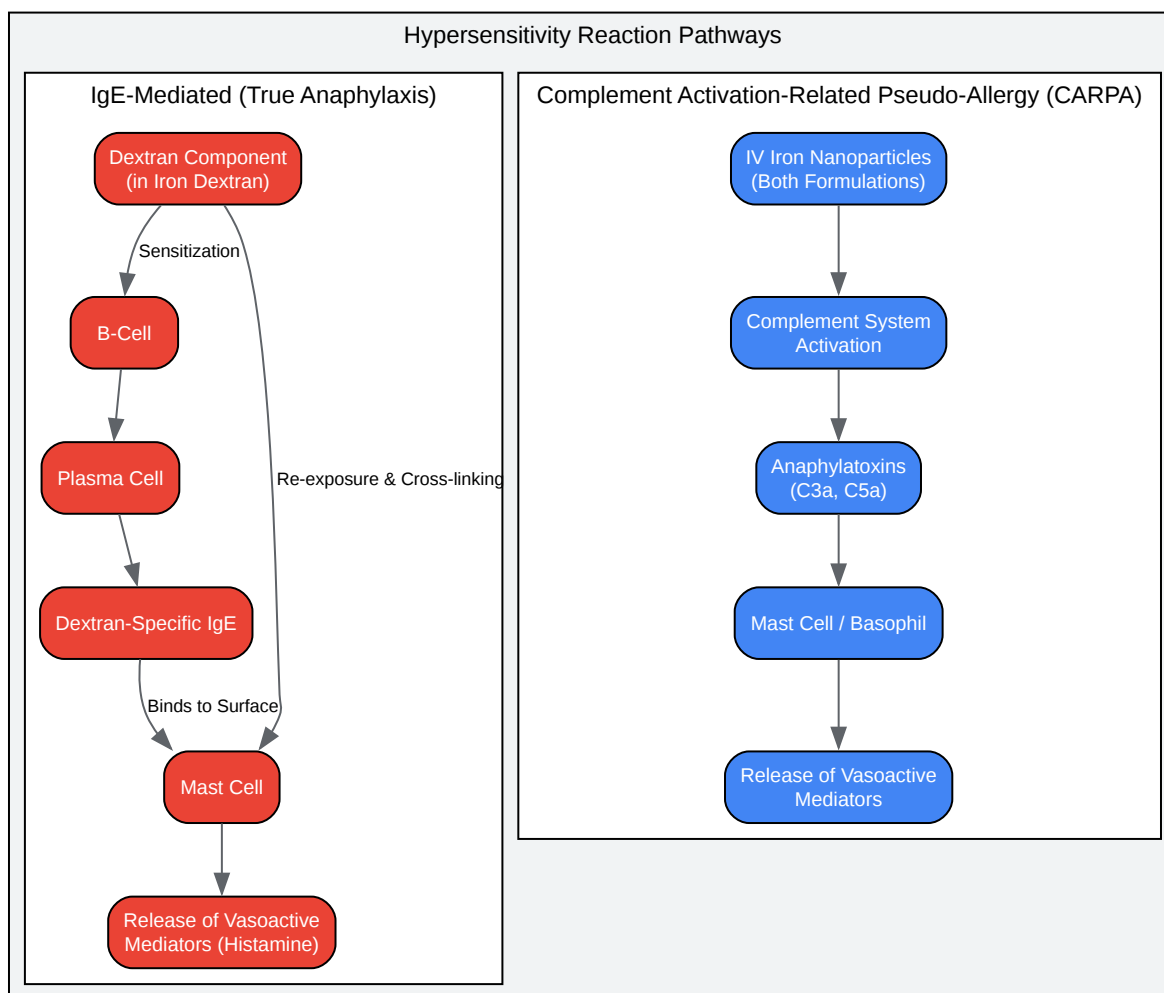 Hypersensitivity Reaction Pathways
IgE-Mediated (True Anaphylaxis)
Dextran Component
(in Iron Dextran)
Sensitization
B-Cell
Plasma Cell
Re-exposure & Cross-linking
Dextran-Specific IgE
Binds to Surface
Mast Cell
Release of Vasoactive
Mediators (Histamine)
Complement Activation-Related Pseudo-Allergy (CARPA)
IV Iron Nanoparticles
(Both Formulations)
Complement System
Activation
Anaphylatoxins
(C3a, C5a)
Mast Cell / Basophil
Release of Vasoactive
Mediators